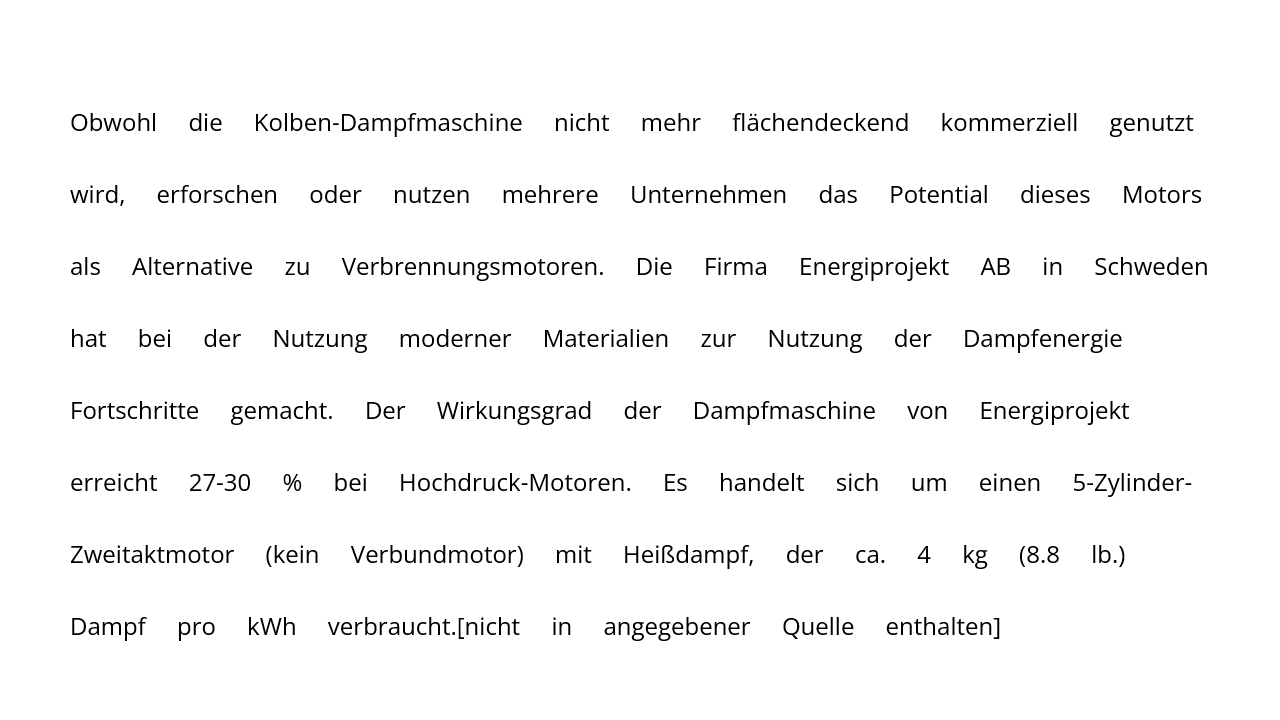 Obwohl die Kolben-Dampfmaschine nicht mehr flächendeckend kommerziell genutzt
wird, erforschen oder nutzen mehrere Unternehmen das Potential dieses Motors
als Alternative zu Verbrennungsmotoren. Die Firma Energiprojekt AB in Schweden
hat bei der Nutzung moderner Materialien zur Nutzung der Dampfenergie
Fortschritte gemacht. Der Wirkungsgrad der Dampfmaschine von Energiprojekt
erreicht 27-30 % bei Hochdruck-Motoren. Es handelt sich um einen 5-Zylinder-
Zweitaktmotor (kein Verbundmotor) mit Heißdampf, der ca. 4 kg (8.8 lb.)
Dampf pro kWh verbraucht.[nicht in angegebener Quelle enthalten]